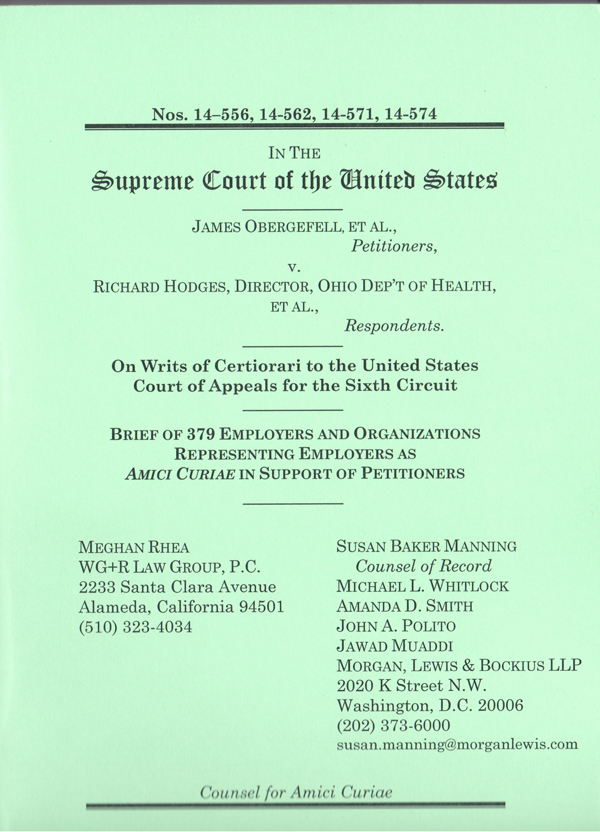 Nos. 14–556, 14-562, 14-571, 14-574
IN THE
Supreme Court of the United States
JAMES OBERGEFELL, ET AL.,
Petitioners,
v.
RICHARD HODGES, DIRECTOR, OHIO DEP'T OF HEALTH,
ET AL.,
Respondents.
On Writs of Certiorari to the United States
Court of Appeals for the Sixth Circuit
BRIEF OF 379 EMPLOYERS AND ORGANIZATIONS
REPRESENTING EMPLOYERS AS
AMICI CURIAE IN SUPPORT OF PETITIONERS
MEGHAN RHEA
WG+R LAW GROUP, P.C.
2233 Santa Clara Avenue
Alameda, California 94501
(510) 323-4034
SUSAN BAKER MANNING
Counsel of Record
MICHAEL L. WHITLOCK
AMANDA D. SMITH
JOHN A. POLITO
JAWAD MUADDI
MORGAN, LEWIS & BOCKIUS LLP
2020 K Street N.W.
Washington, D.C. 20006
(202) 373-6000
susan.manning@morganlewis.com
Counsel for Amici Curiae